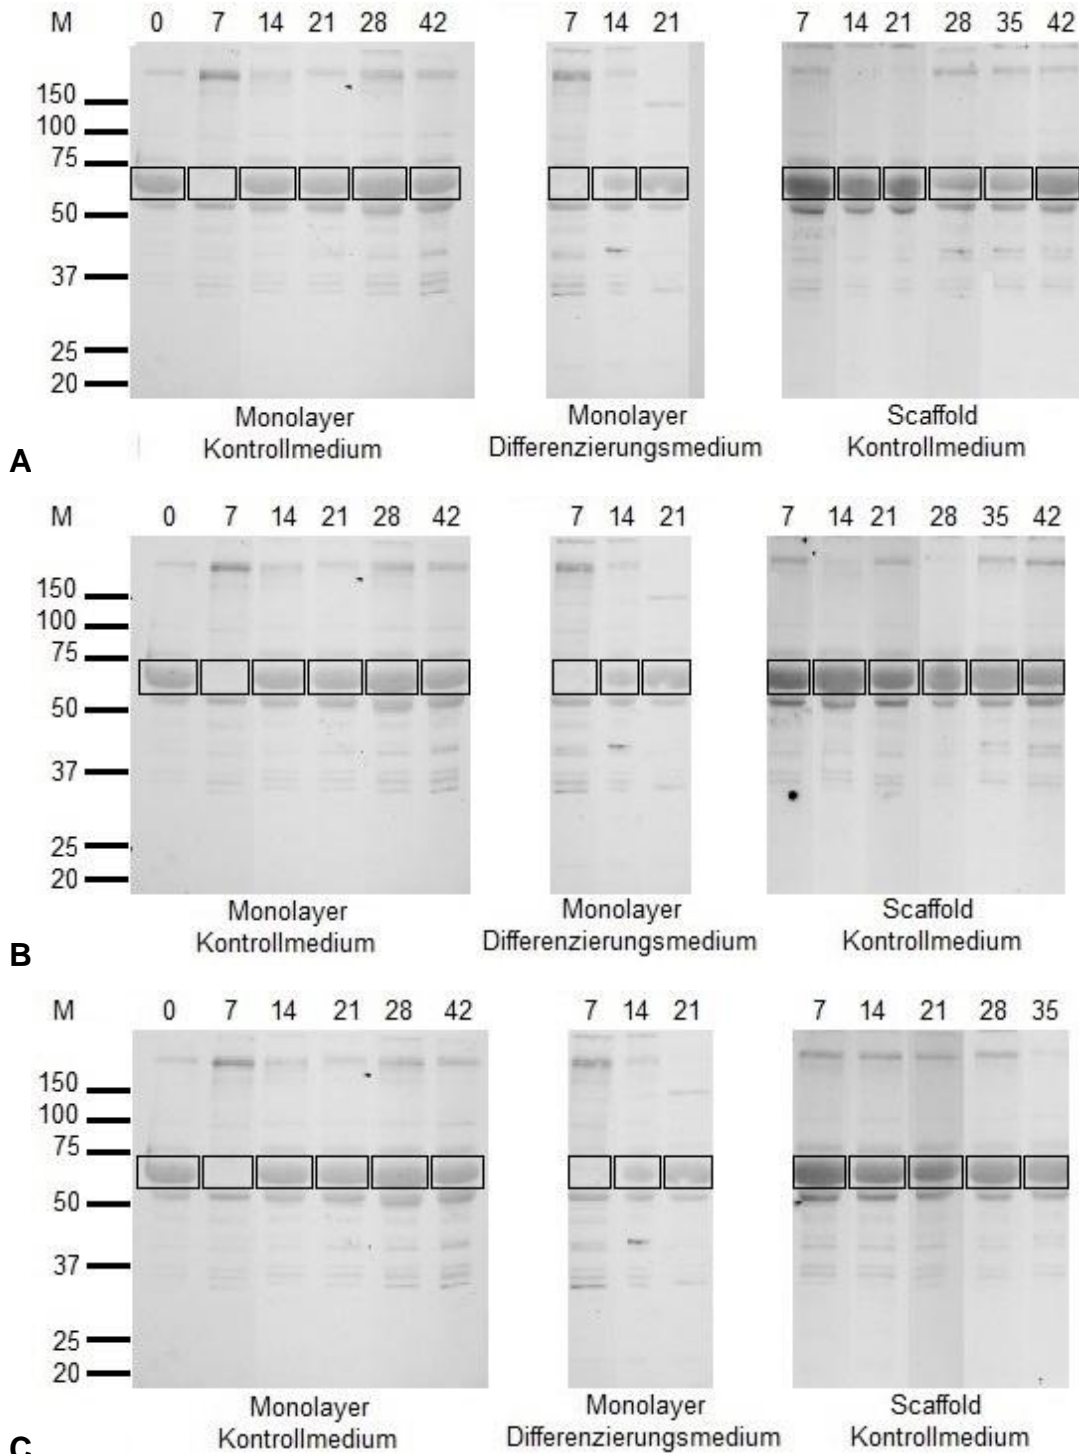 M 0 7 14 21 28 42 7 14 21 7 14 21 28 35 42
150
100
75
50
37
25
20
Monolayer Kontrollmedium
Monolayer Differenzierungsmedium
Scaffold Kontrollmedium
A
M 0 7 14 21 28 42 7 14 21 7 14 21 28 35 42
150
100
75
50
37
25
20
Monolayer Kontrollmedium
Monolayer Differenzierungsmedium
Scaffold Kontrollmedium
B
M 0 7 14 21 28 42 7 14 21 7 14 21 28 35
150
100
75
50
37
25
20
Monolayer Kontrollmedium
Monolayer Differenzierungsmedium
Scaffold Kontrollmedium
C